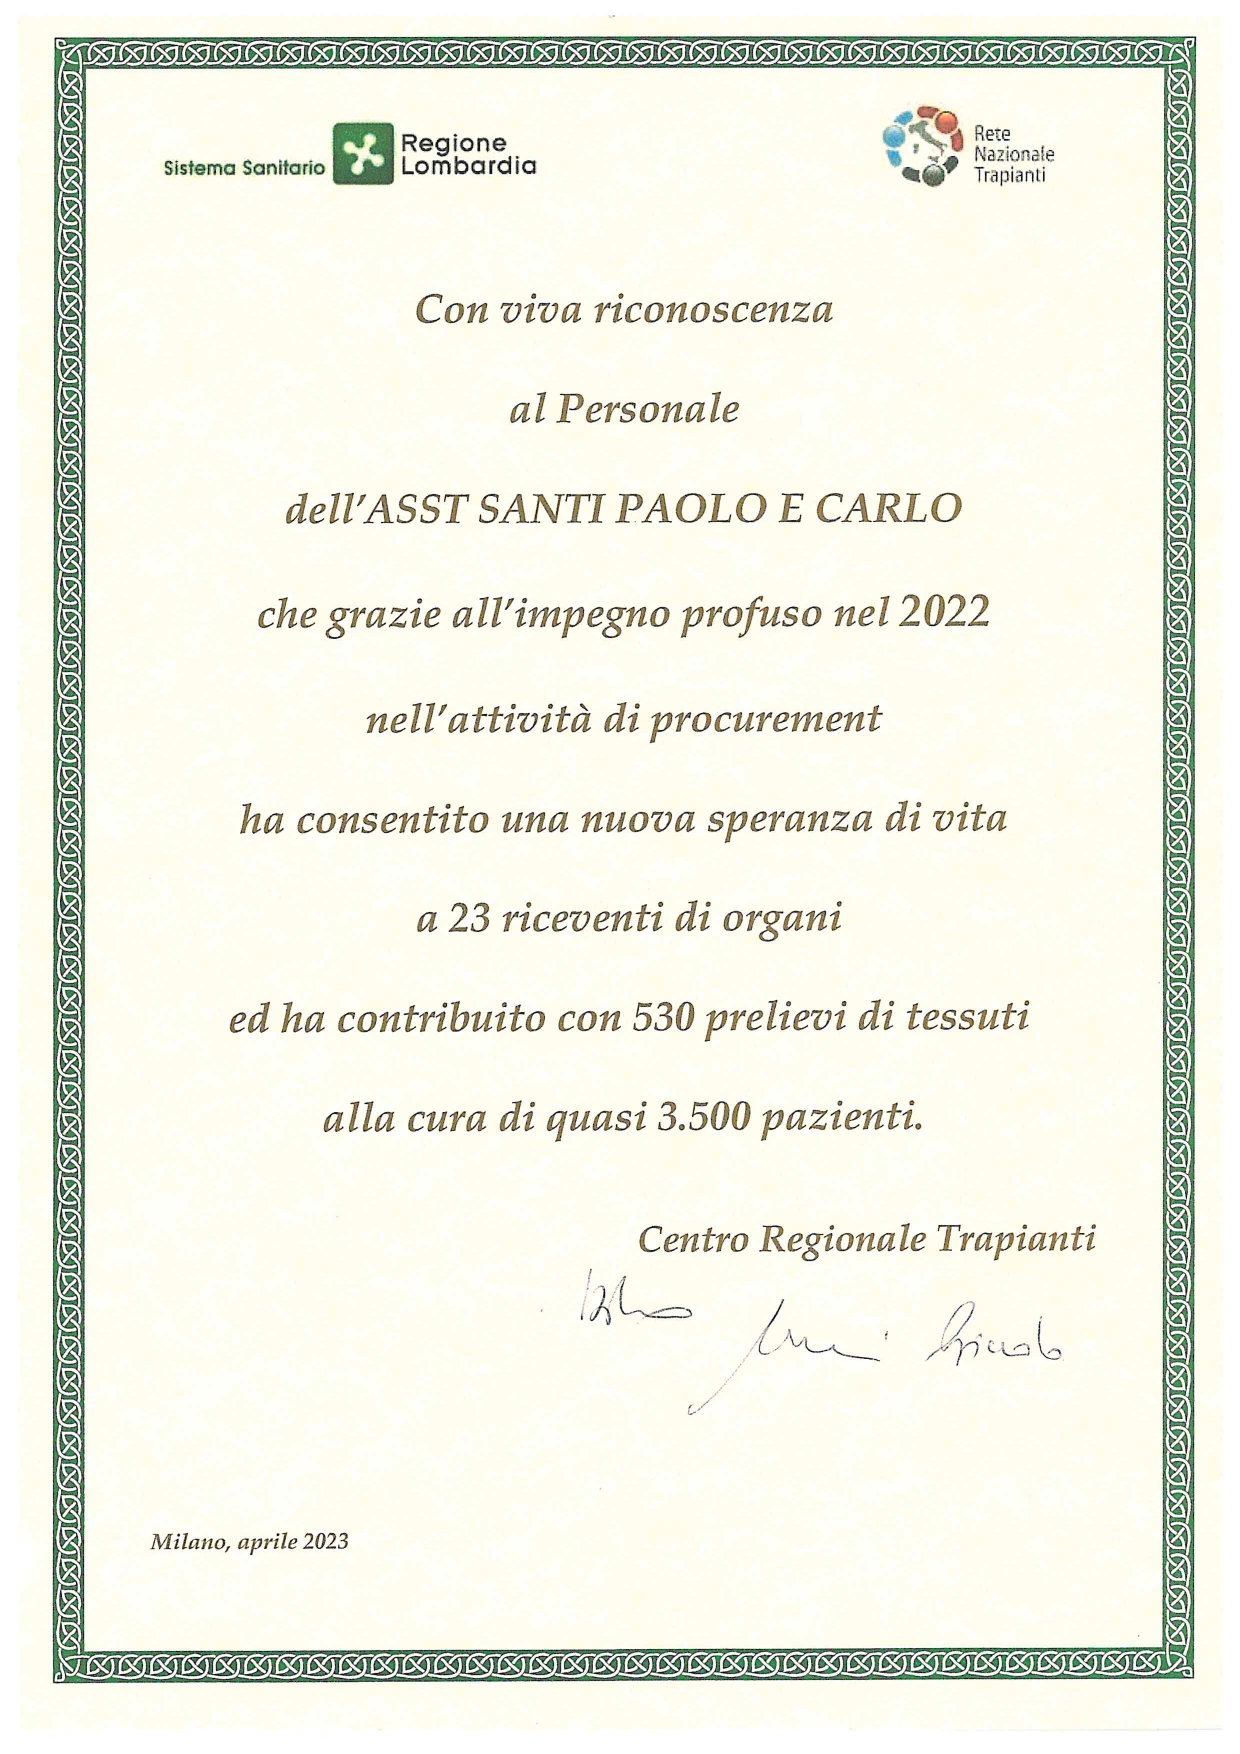 Sistema Sanitario
Regione
Lombardia
Rete
Nazionale
Trapianti
Con viva riconoscenza
al Personale
dell'ASST SANTI PAOLO E CARLO
che grazie all'impegno profuso nel 2022
nell'attività di procurement
ha consentito una nuova speranza di vita
a 23 riceventi di organi
ed ha contribuito con 530 prelievi di tessuti
alla cura di quasi 3.500 pazienti.
Centro Regionale Trapianti
Milano, aprile 2023